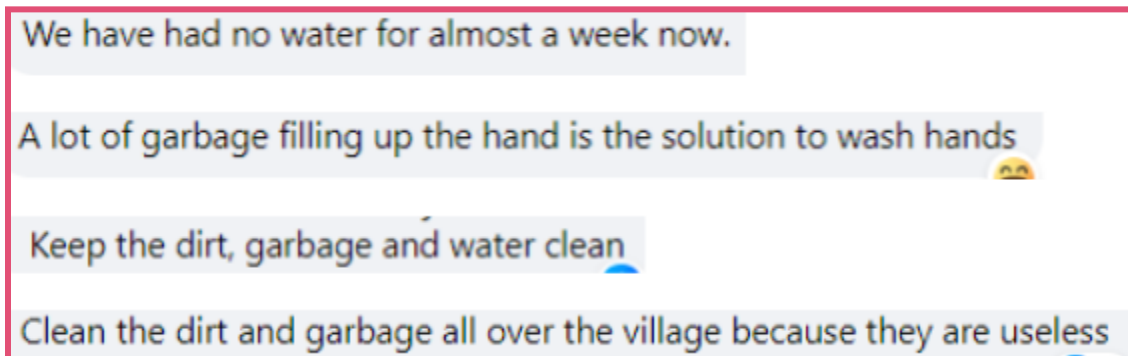 We have had no water for almost a week now.
A lot of garbage filling up the hand is the solution to wash hands
Keep the dirt, garbage and water clean
Clean the dirt and garbage all over the village because they are useless